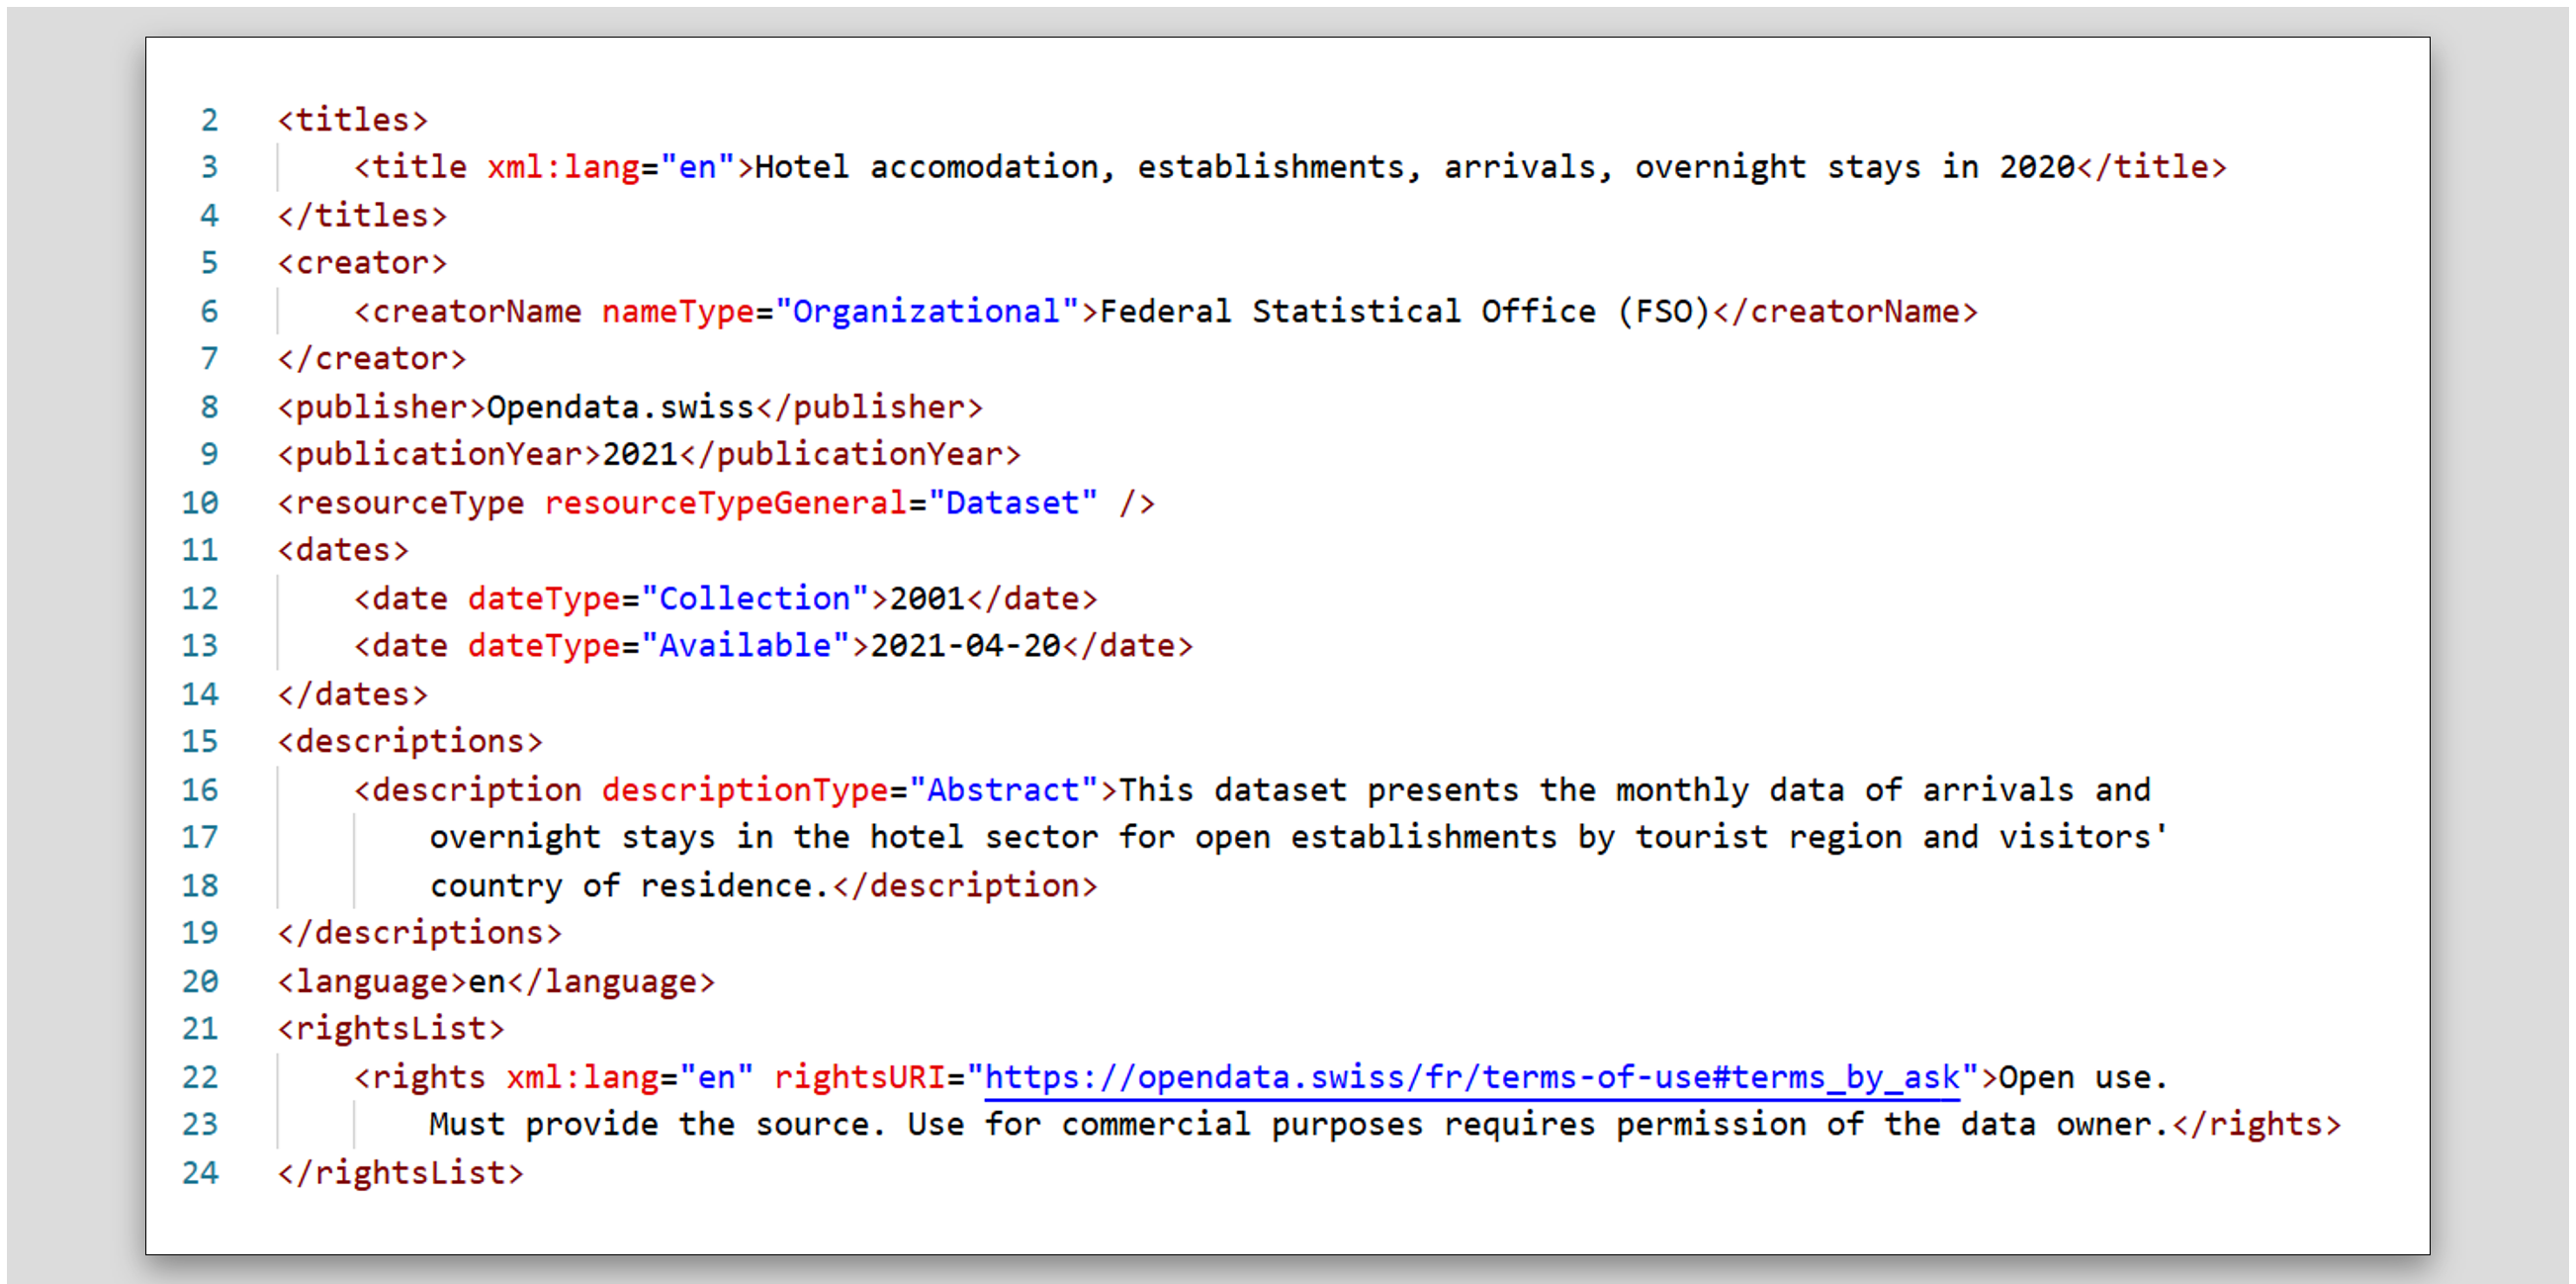 2 <titles>
3 <title xml:lang="en">Hotel accomodation, establishments, arrivals, overnight stays in 2020</title>
4 </titles>
5 <creator>
6 <creatorName nameType="Organizational">Federal Statistical Office (FSO)</creatorName>
7 </creator>
8 <publisher>Opendata.swiss</publisher>
9 <publicationYear>2021</publicationYear>
10 <resourceType resourceTypeGeneral="Dataset" />
11 <dates>
12 <date dateType="Collection">2001</date>
13 <date dateType="Available">2021-04-20</date>
14 </dates>
15 <descriptions>
16 <description descriptionType="Abstract">This dataset presents the monthly data of arrivals and
17 overnight stays in the hotel sector for open establishments by tourist region and visitors'
18 country of residence.</description>
19 </descriptions>
20 <language>en</language>
21 <rightsList>
22 <rights xml:lang="en" rightsURI="https://opendata.swiss/fr/terms-of-use#terms_by_ask">Open use.
23 Must provide the source. Use for commercial purposes requires permission of the data owner.</rights>
24 </rightsList>